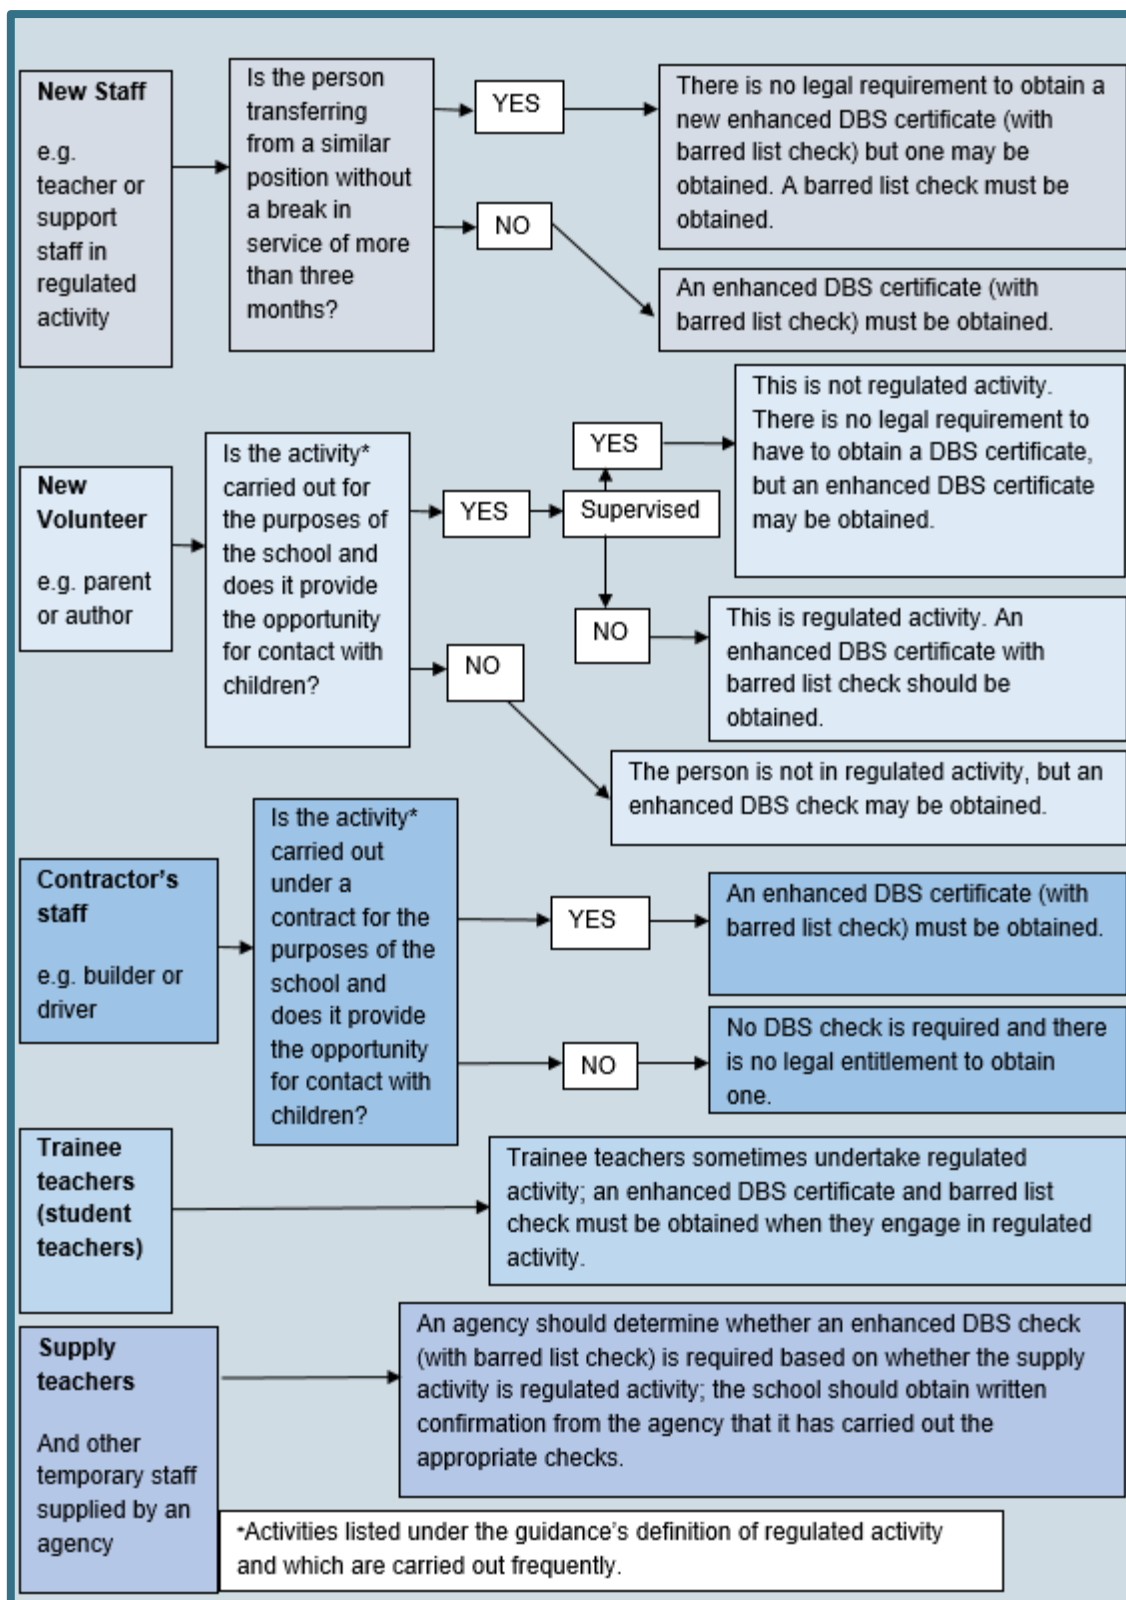 New Staff
e.g.
teacher or
support
staff in
regulated
activity
Is the person
transferring
from a similar
position without
a break in
service of more
than three
months?
YES
There is no legal requirement to obtain a
new enhanced DBS certificate (with
barred list check) but one may be
obtained. A barred list check must be
obtained.
NO
An enhanced DBS certificate (with
barred list check) must be obtained.
New
Volunteer
e.g. parent
or author
Is the activity*
carried out for
the purposes of
the school and
does it provide
the opportunity
for contact with
children?
YES
Supervised
YES
This is not regulated activity.
There is no legal requirement to
have to obtain a DBS certificate,
but an enhanced DBS certificate
may be obtained.
NO
This is regulated activity. An
enhanced DBS certificate with
barred list check should be
obtained.
NO
The person is not in regulated activity, but an
enhanced DBS check may be obtained.
Contractor's
staff
e.g. builder or
driver
Is the activity*
carried out
under a
contract for the
purposes of the
school and
does it provide
the opportunity
for contact with
children?
YES
An enhanced DBS certificate (with
barred list check) must be obtained.
NO
No DBS check is required and there
is no legal entitlement to obtain
one.
Trainee
teachers
(student
teachers)
Trainee teachers sometimes undertake regulated
activity; an enhanced DBS certificate and barred list
check must be obtained when they engage in regulated
activity.
Supply
teachers
And other
temporary staff
supplied by an
agency
An agency should determine whether an enhanced DBS check
(with barred list check) is required based on whether the supply
activity is regulated activity; the school should obtain written
confirmation from the agency that it has carried out the
appropriate checks.
*Activities listed under the guidance's definition of regulated activity
and which are carried out frequently.